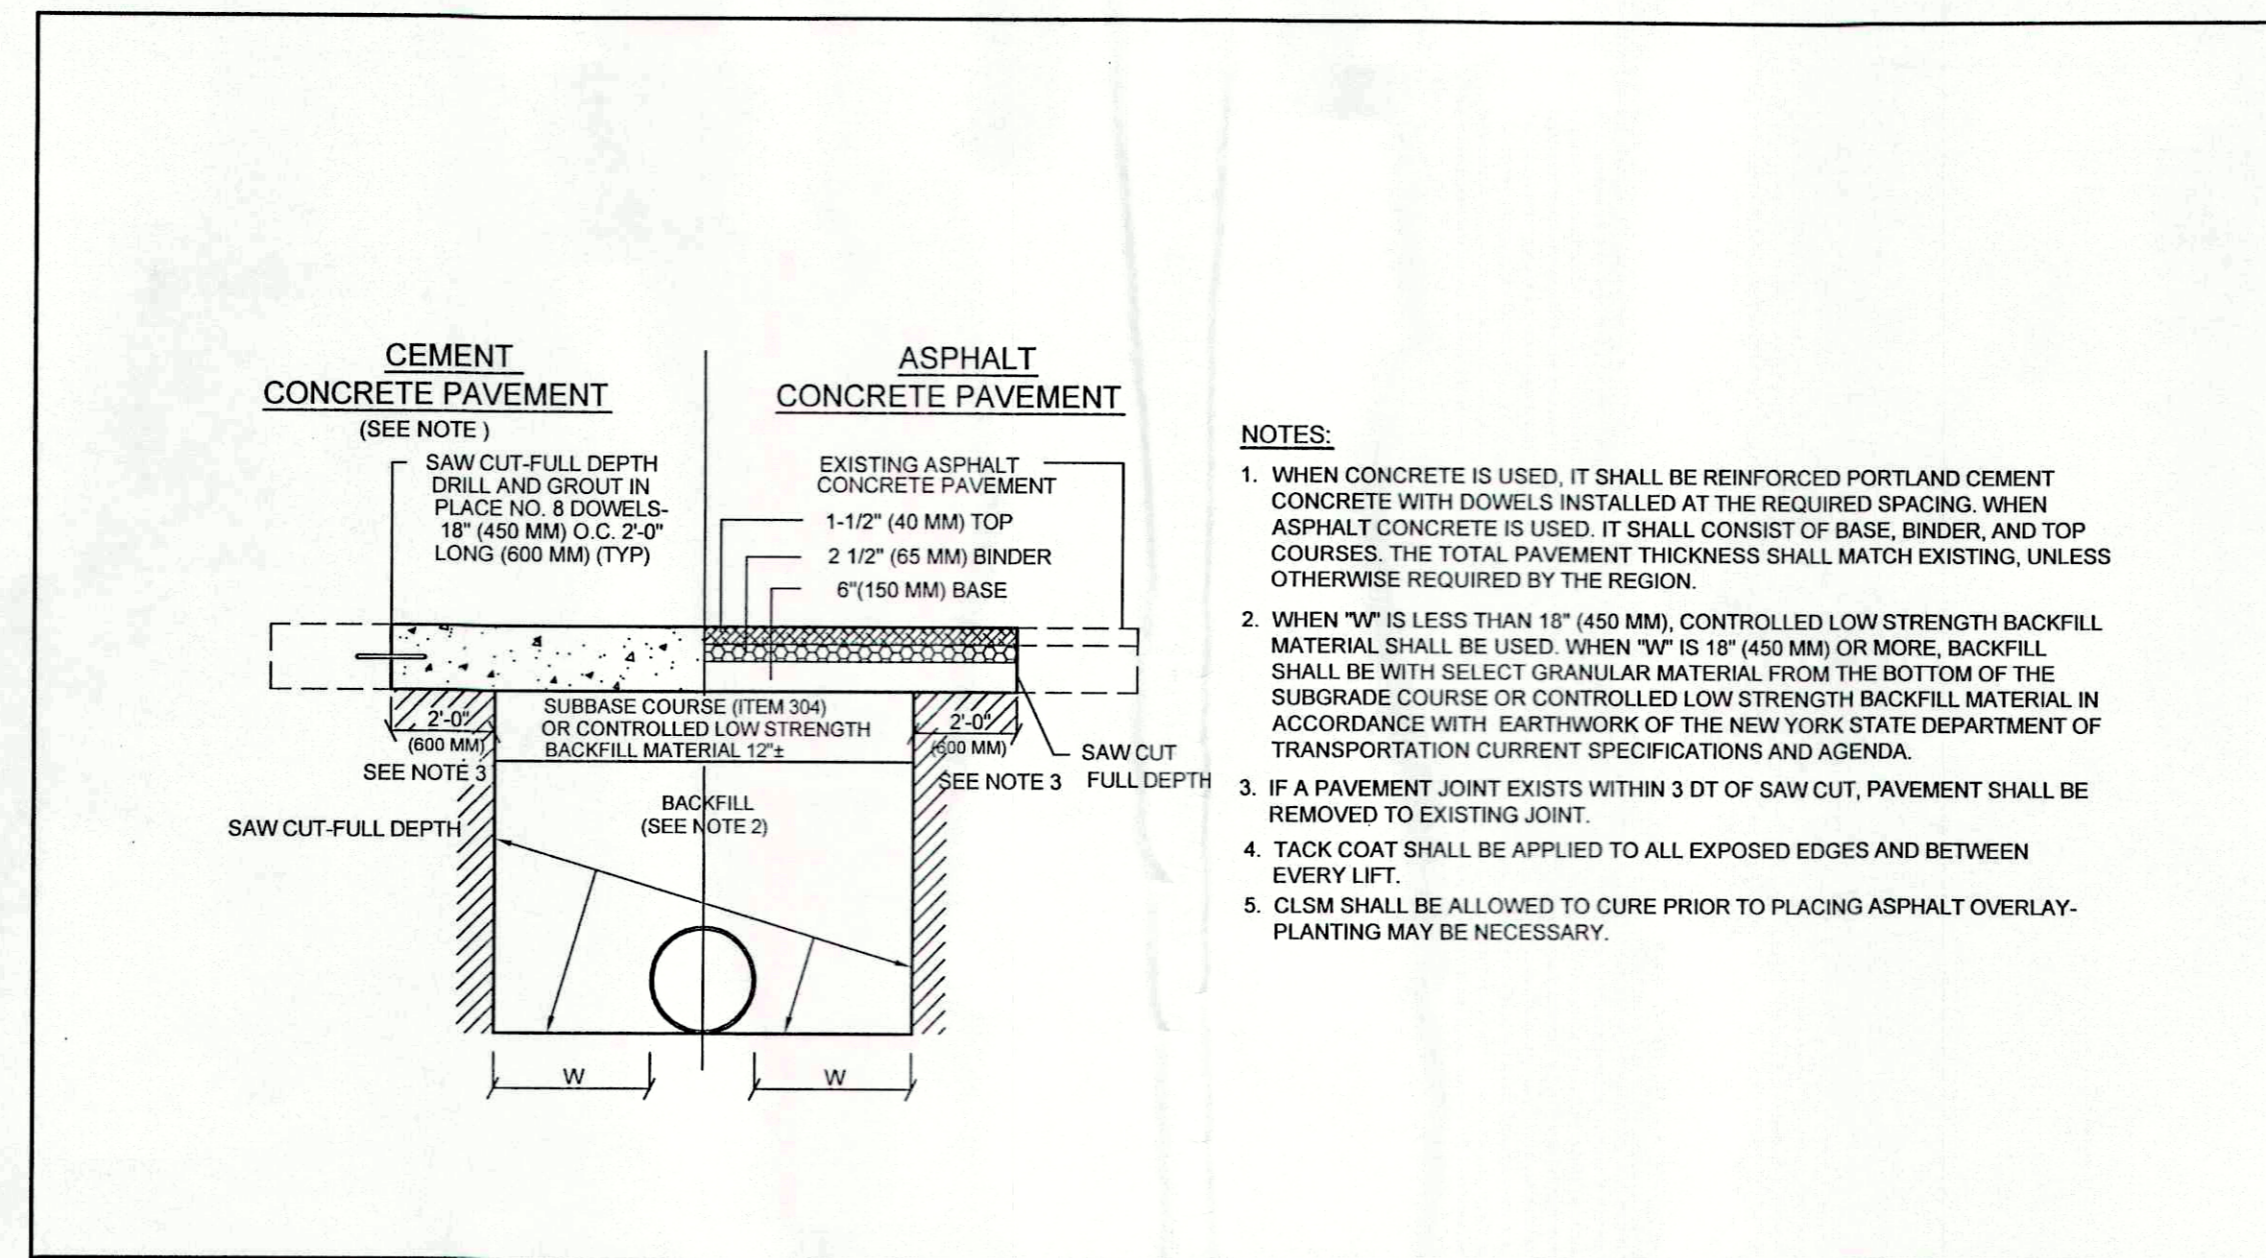 CEMENT
CONCRETE PAVEMENT
(SEE NOTE )
SAW CUT-FULL DEPTH
DRILL AND GROUT IN
PLACE NO. 8 DOWELS-
18" (450 MM) O.C. 2'-0"
LONG (600 MM) (TYP)
ASPHALT
CONCRETE PAVEMENT
EXISTING ASPHALT
CONCRETE PAVEMENT
1-1/2" (40 MM) TOP
2 1/2" (65 MM) BINDER
6"(150 MM) BASE
2'-0"
(600 MM)
SEE NOTE 3
SUBBASE COURSE (ITEM 304)
OR CONTROLLED LOW STRENGTH
BACKFILL MATERIAL 12"±
2'-0"
(600 MM)
SEE NOTE 3
SAW CUT
FULL DEPTH
SAW CUT-FULL DEPTH
BACKFILL
(SEE NOTE 2)
W
W
NOTES:
1. WHEN CONCRETE IS USED, IT SHALL BE REINFORCED PORTLAND CEMENT
CONCRETE WITH DOWELS INSTALLED AT THE REQUIRED SPACING. WHEN
ASPHALT CONCRETE IS USED. IT SHALL CONSIST OF BASE, BINDER, AND TOP
COURSES. THE TOTAL PAVEMENT THICKNESS SHALL MATCH EXISTING, UNLESS
OTHERWISE REQUIRED BY THE REGION.
2. WHEN "W" IS LESS THAN 18" (450 MM), CONTROLLED LOW STRENGTH BACKFILL
MATERIAL SHALL BE USED. WHEN "W" IS 18" (450 MM) OR MORE, BACKFILL
SHALL BE WITH SELECT GRANULAR MATERIAL FROM THE BOTTOM OF THE
SUBGRADE COURSE OR CONTROLLED LOW STRENGTH BACKFILL MATERIAL IN
ACCORDANCE WITH EARTHWORK OF THE NEW YORK STATE DEPARTMENT OF
TRANSPORTATION CURRENT SPECIFICATIONS AND AGENDA.
3. IF A PAVEMENT JOINT EXISTS WITHIN 3 DT OF SAW CUT, PAVEMENT SHALL BE
REMOVED TO EXISTING JOINT.
4. TACK COAT SHALL BE APPLIED TO ALL EXPOSED EDGES AND BETWEEN
EVERY LIFT.
5. CLSM SHALL BE ALLOWED TO CURE PRIOR TO PLACING ASPHALT OVERLAY-
PLANTING MAY BE NECESSARY.